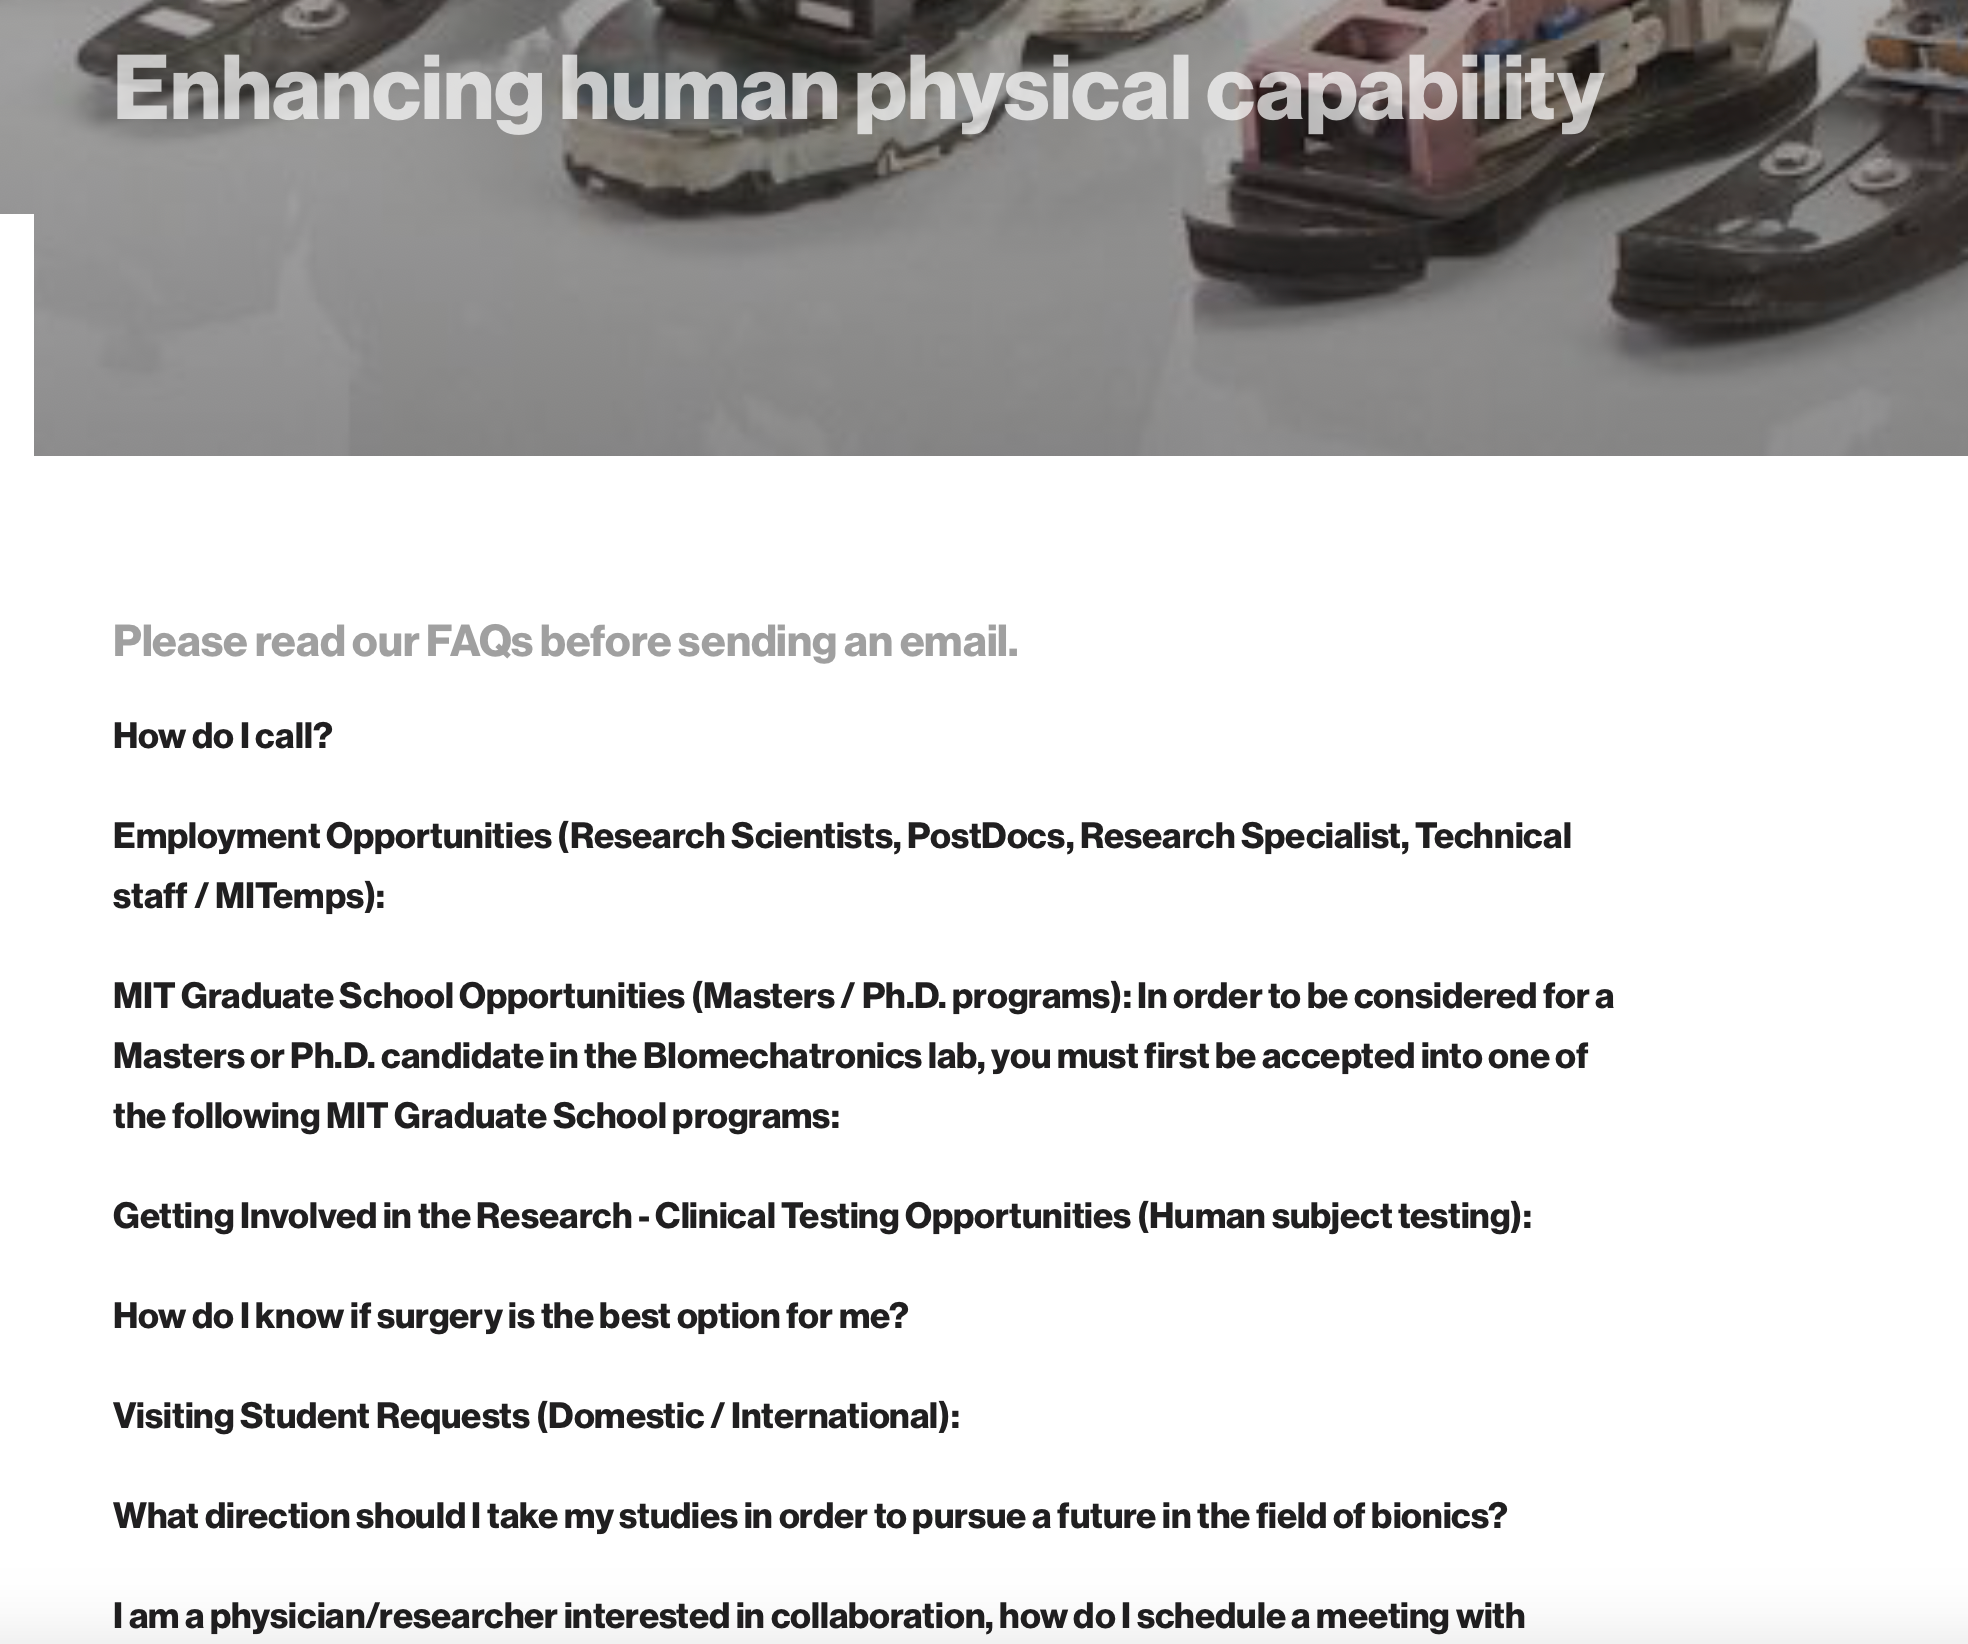 Enhancing human physical capability
Please read our FAQs before sending an email.
How do I call?
Employment Opportunities (Research Scientists, PostDocs, Research Specialist, Technical
staff / MITemps):
MIT Graduate School Opportunities (Masters / Ph.D. programs): In order to be considered for a
Masters or Ph.D. candidate in the BIomechatronics lab, you must first be accepted into one of
the following MIT Graduate School programs:
Getting Involved in the Research - Clinical Testing Opportunities (Human subject testing):
How do I know if surgery is the best option for me?
Visiting Student Requests (Domestic / International):
What direction should I take my studies in order to pursue a future in the field of bionics?
I am a physician/researcher interested in collaboration, how do I schedule a meeting with